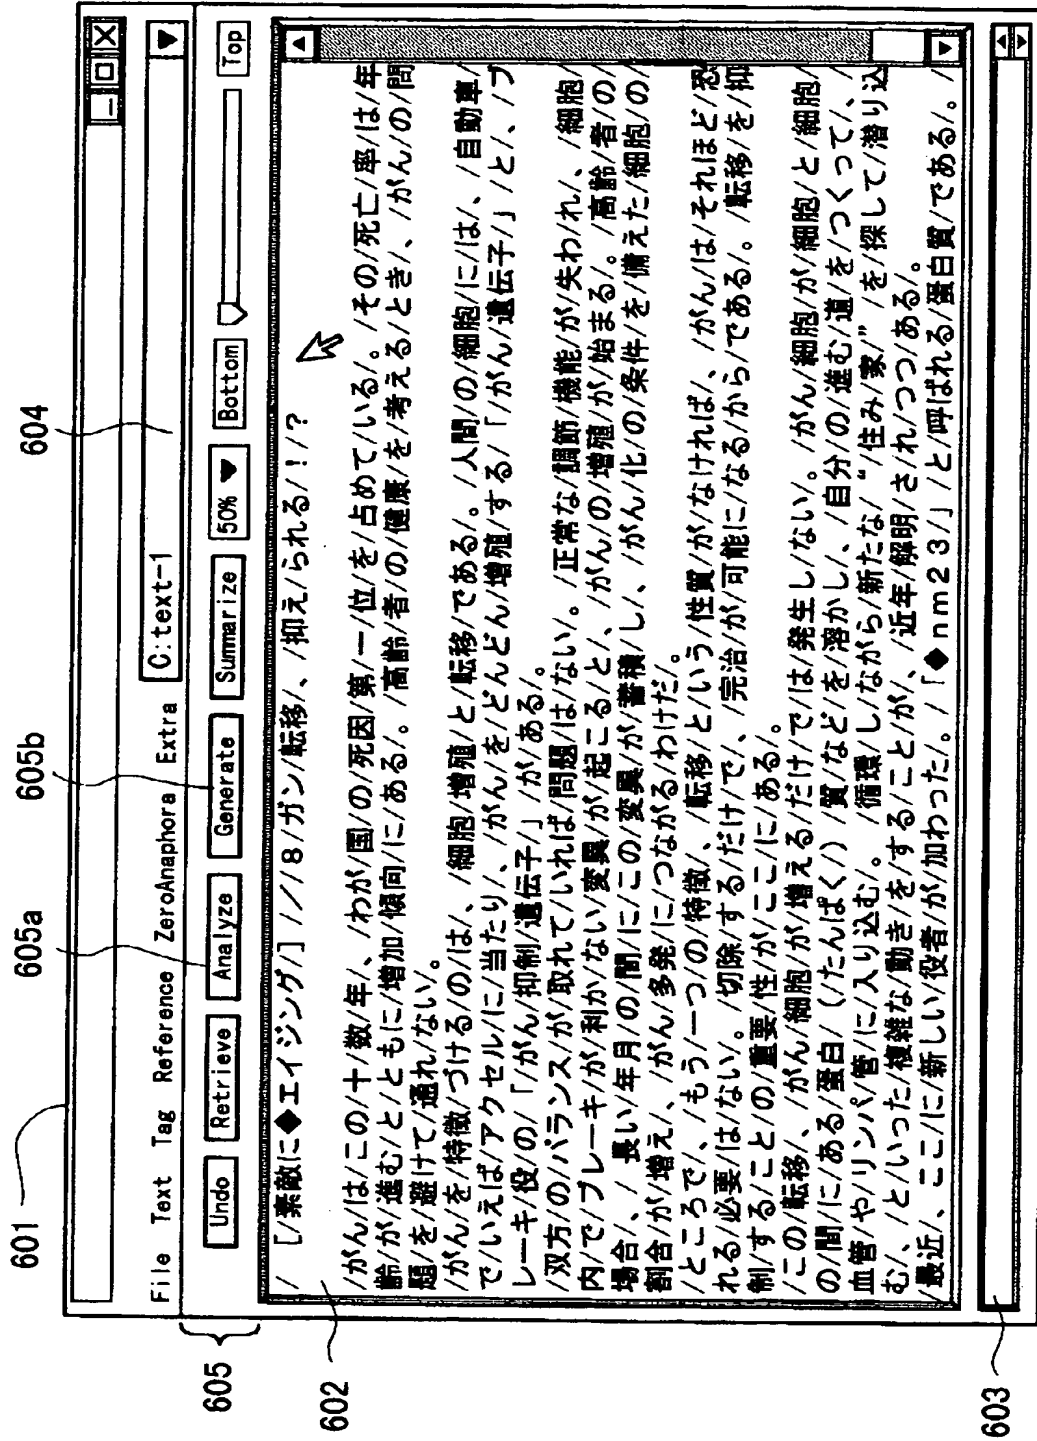 601
605a
605b
604
File Text Tag Reference ZeroAnaphora Extra
C:text-1
605
Undo
Retrieve
Analyze
Generate
Summarize
50%
Bottom
Top
602
/　[/素敵に◆エイジング/]／/8/ガン/転移/、/抑え/られる/！/？
/がん/は/この/十/数/年/、/わが/国/の/死因/第/一/位/を/占めて/いる/。/その/死亡/率/は/年
齢/が/進む/と/ともに/増加/傾向/に/ある/。/高齢/者/の/健康/を/考える/とき/、/がん/の/問
題/を/避けて/通れ/ない/。
/がん/を/特徴/づける/の/は/、/細胞/増殖/と/転移/で/ある/。/人間/の/細胞/に/は/、/自動車/
で/いえば/アクセル/に/当たり/、/がん/を/どんどん/増殖/する/「/がん/遺伝子/」/と/、/ブ
レーキ/役/の/「/がん/抑制/遺伝子/」/が/ある/。
/双方/の/バランス/が/取れて/いれば/問題/は/ない/。/正常/な/調節/機能/が/失わ/れ/、/細胞/
内/で/ブレーキ/が/利か/ない/変異/が/起こる/と/、/がん/の/増殖/が/始まる/。/高齢/者/の/
場合/、/　長い/年月/の/間/に/この/変異/が/蓄積/し/、/がん/化/の/条件/を/備えた/細胞/の/
割合/が/増え/、/がん/多発/に/つながる/わけ/だ/。
/ところで/、/もう/一/つ/の/特徴/、/転移/と/いう/性質/が/なければ/、/がん/は/それほど/恐
れる/必要/は/ない/。/切除/する/だけ/で/、/完治/が/可能/に/なる/から/で/ある/。/転移/を/抑
制/する/こと/の/重要/性/が/ここ/に/ある/。
/この/転移/、/がん/細胞/が/増える/だけ/で/は/発生/し/ない/。/がん/細胞/が/細胞/と/細胞/
の/間/に/ある/蛋白/（/たんぱく/）/質/など/を/溶かし/、/自分/の/進む/道/を/つくって/、/
血管/や/リンパ/管/に/入り込む/。/循環/し/ながら/新た/な/“/住み/家/”/を/探して/潜り込
む/、/と/いった/複雑/な/動き/を/する/こと/が/、/近年/解明/さ/れ/つつ/ある/。
/最近/、/ここ/に/新しい/役者/が/加わった/。/「◆ｎｍ２３/」/と/呼ばれる/蛋白/質/で/ある/。/
603